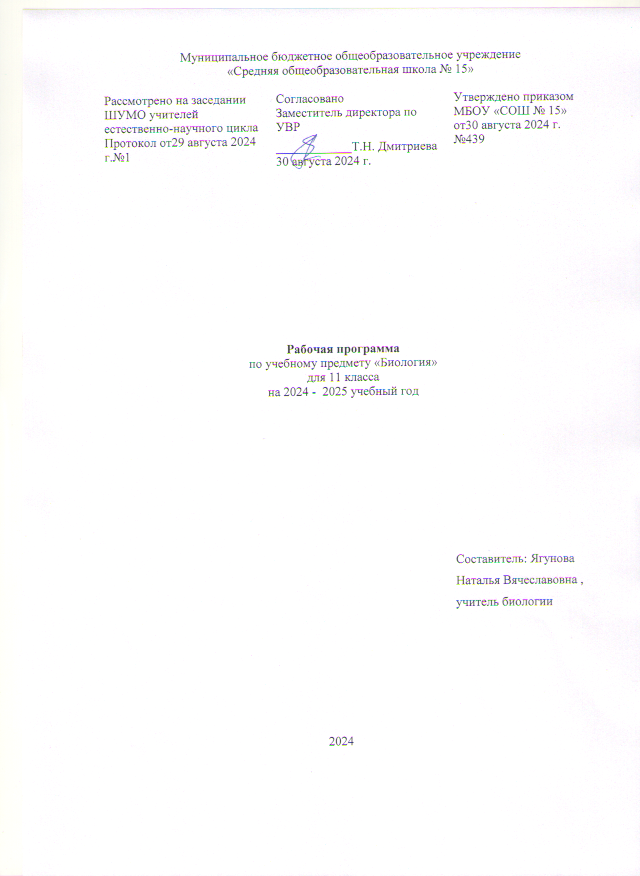 Муниципальное бюджетное общеобразовательное учреждение
«Средняя общеобразовательная школа № 15»
Рассмотрено на заседании
ШУМО учителей
естественно-научного цикла
Протокол от29 августа 2024
г.№1
Согласовано
Заместитель директора по
УВР
____________Т.Н. Дмитриева
30 августа 2024 г.
Утверждено приказом
МБОУ «СОШ № 15»
от30 августа 2024 г.
№439
Рабочая программа
по учебному предмету «Биология»
для 11 класса
на 2024 - 2025 учебный год
Составитель: Ягунова
Наталья Вячеславовна ,
учитель биологии
2024